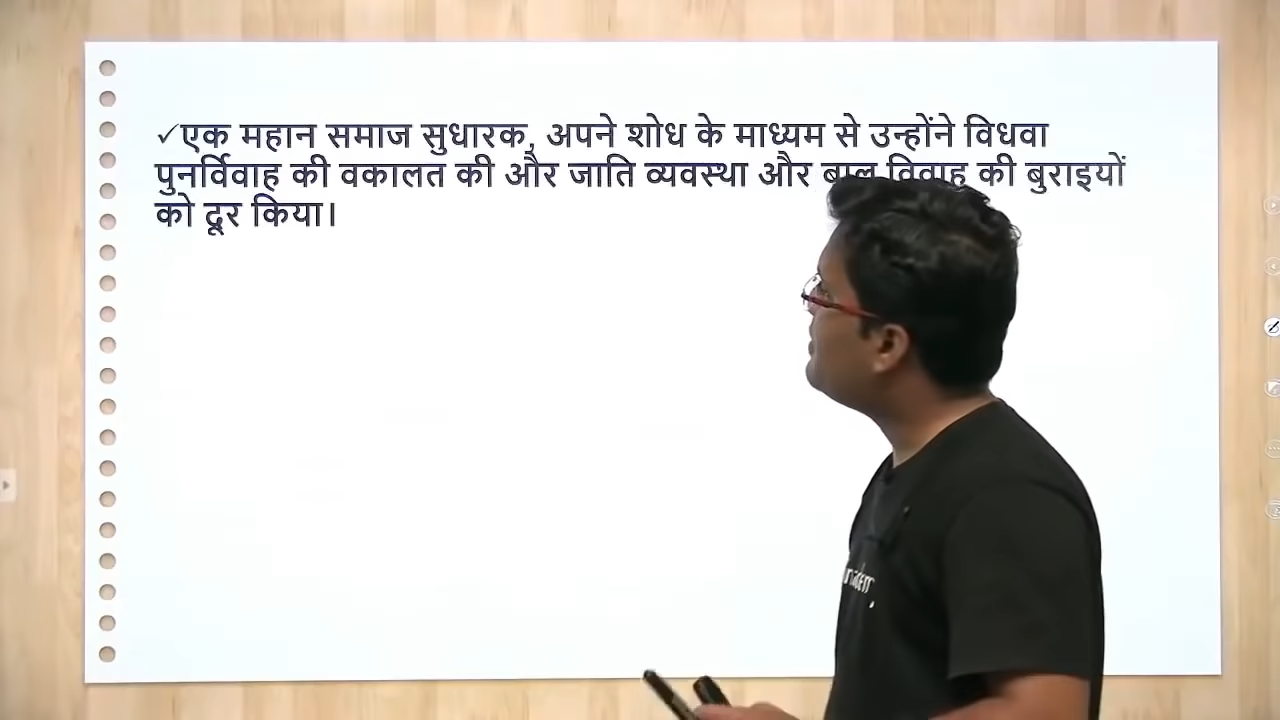 ✓एक महान समाज सुधारक, अपने शोध के माध्यम से उन्होंने विधवा
पुनर्विवाह की वकालत की और जाति व्यवस्था और बाल विवाह की बुराइयों
को दूर किया।